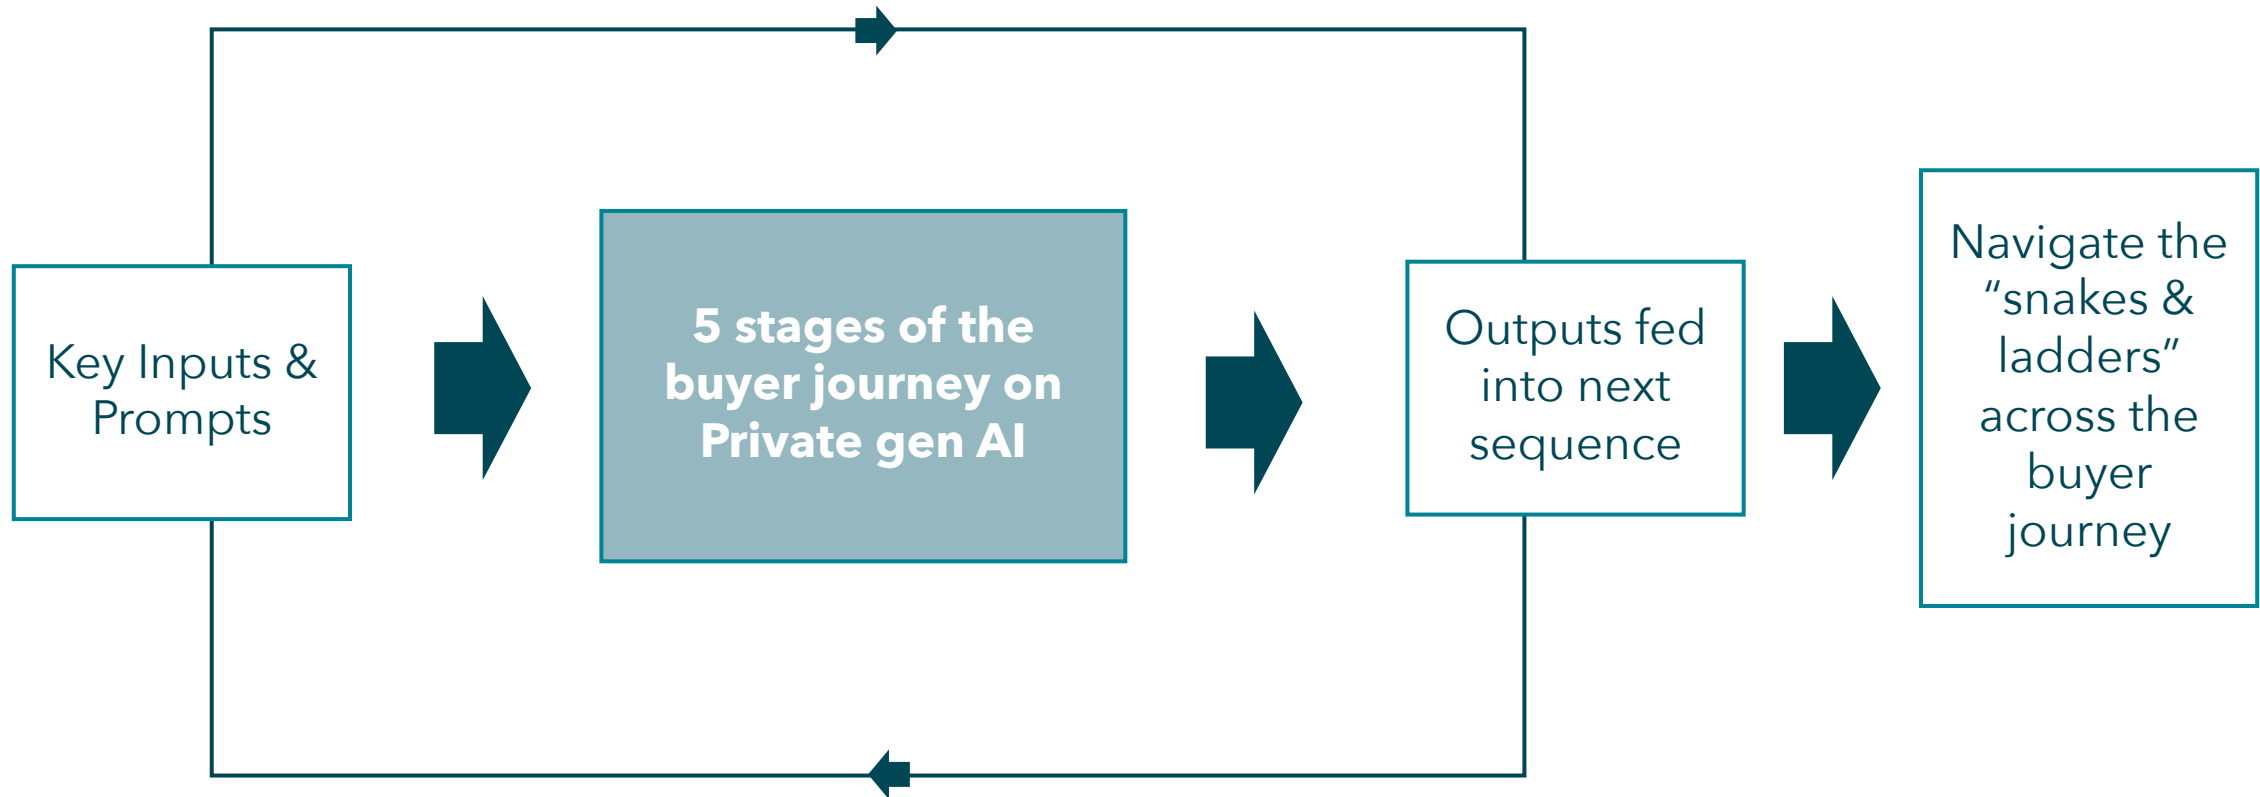 Key Inputs &
Prompts
5 stages of the
buyer journey on
Private gen AI
Outputs fed
into next
sequence
Navigate the
“snakes &
ladders”
across the
buyer
journey